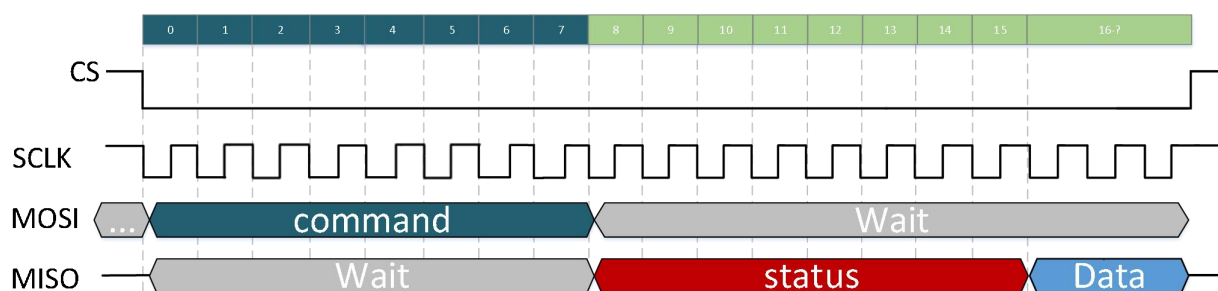 0 1 2 3 4 5 6 7 8 9 10 11 12 13 14 15 16-?
CS
SCLK
MOSI ... command Wait
MISO Wait status Data